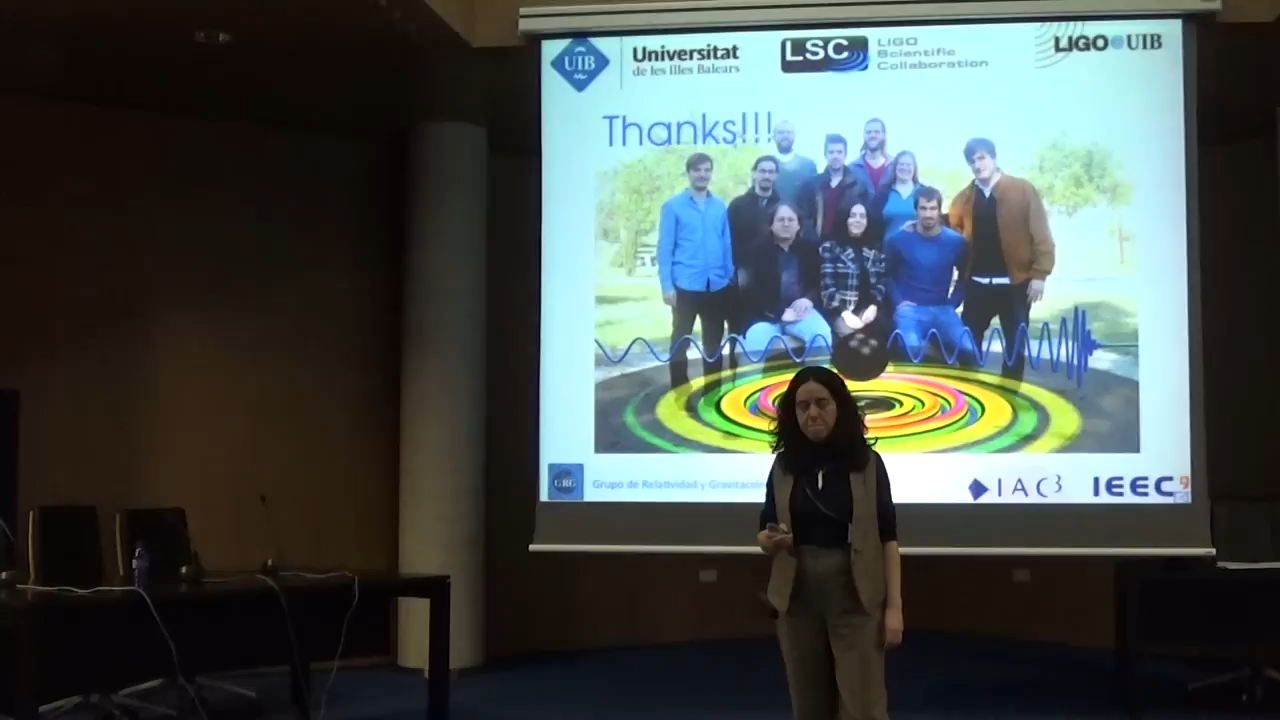 UIB
Universitat
de les Illes Balears
LSC
LIGO
Scientific
Collaboration
LIGO@UIB
Thanks!!!
GRG
Grupo de Relatividad y Gravitación
IAC3
IEEC9